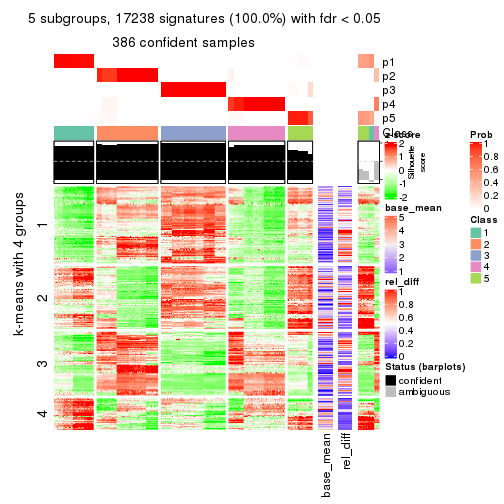 5 subgroups, 17238 signatures (100.0%) with fdr < 0.05
386 confident samples
p1
p2
p3
p4
p5
Class
z-score
2
1
0
-1
-2
Silhouette
score
base_mean
5
4
3
2
1
rel_diff
1
0.8
0.6
0.4
0.2
0
Status (barplots)
confident
ambiguous
Prob
1
0.8
0.6
0.4
0.2
0
Class
1
2
3
4
5
k-means with 4 groups
1
2
3
4
base_mean
rel_diff